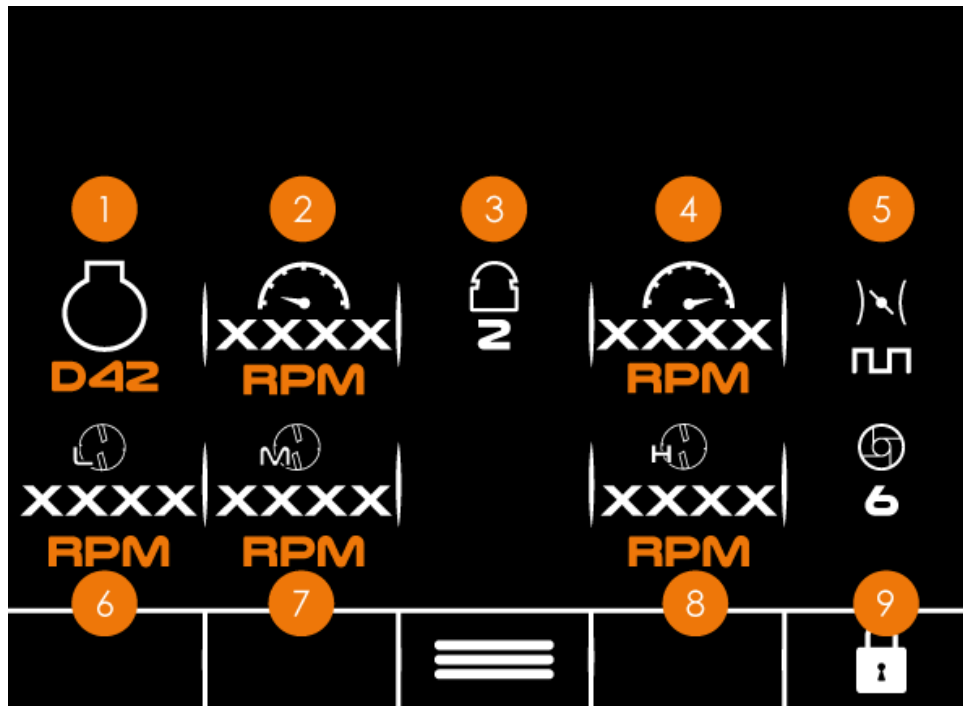 1 2 3 4 5
XXXX 2 XXXX
D42 RPM RPM
L M H
XXXX XXXX XXXX 6
RPM RPM RPM
6 7 8 9